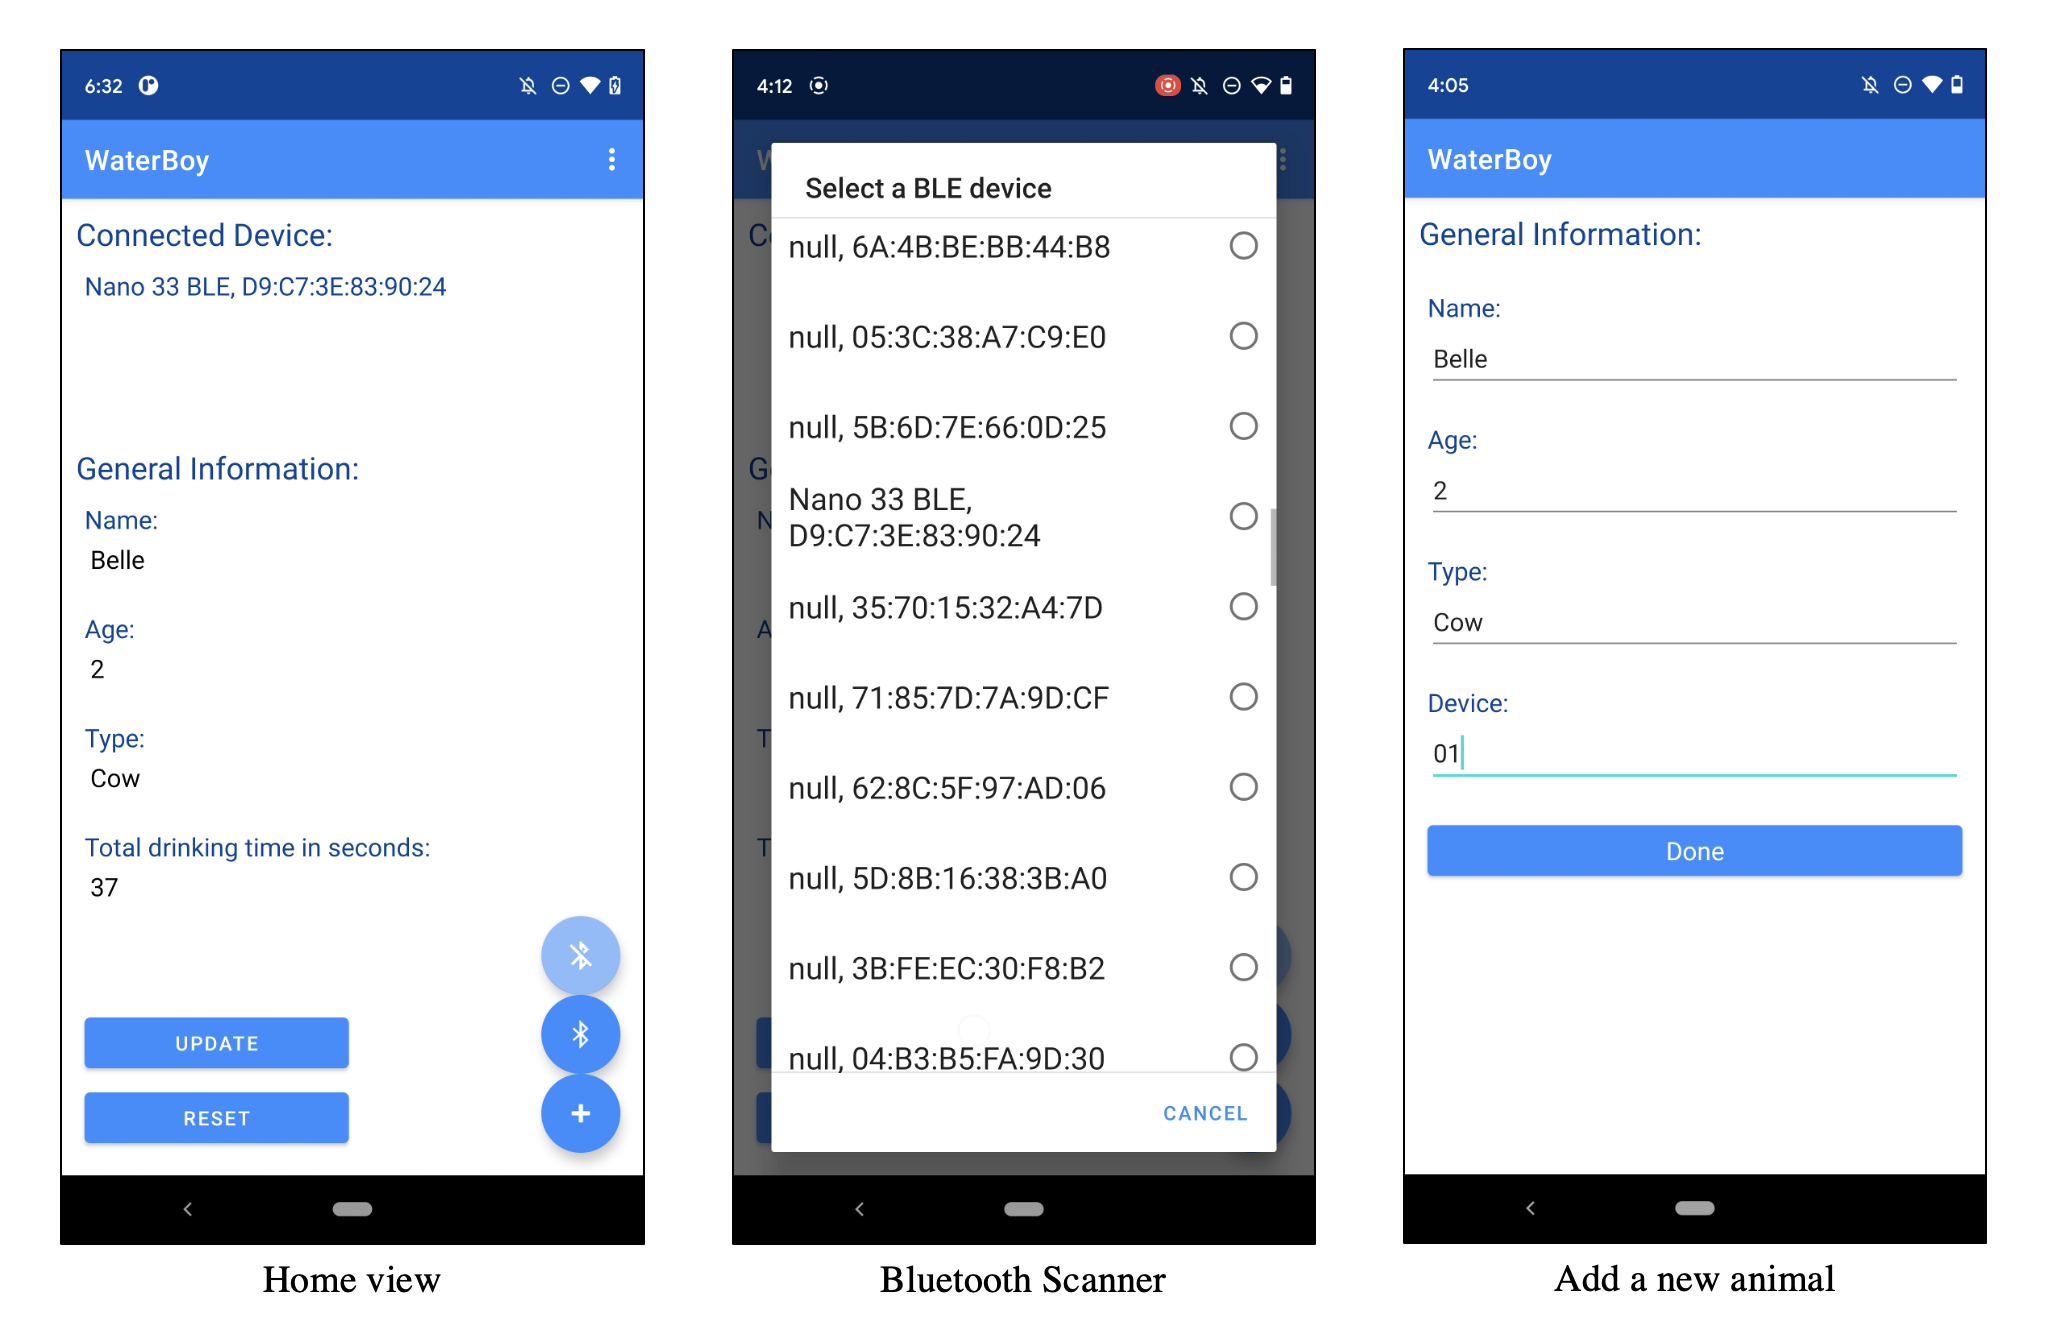 6:32
WaterBoy
Connected Device:
Nano 33 BLE, D9:C7:3E:83:90:24
General Information:
Name:
Belle
Age:
2
Type:
Cow
Total drinking time in seconds:
37
UPDATE
RESET
+
Home view
4:12
W
C
G
N
A
T
T
Select a BLE device
null, 6A:4B:BE:BB:44:B8
null, 05:3C:38:A7:C9:E0
null, 5B:6D:7E:66:0D:25
Nano 33 BLE,
D9:C7:3E:83:90:24
null, 35:70:15:32:A4:7D
null, 71:85:7D:7A:9D:CF
null, 62:8C:5F:97:AD:06
null, 5D:8B:16:38:3B:A0
null, 3B:FE:EC:30:F8:B2
null, 04:B3:B5:FA:9D:30
CANCEL
Bluetooth Scanner
4:05
WaterBoy
General Information:
Name:
Belle
Age:
2
Type:
Cow
Device:
01
Done
Add a new animal